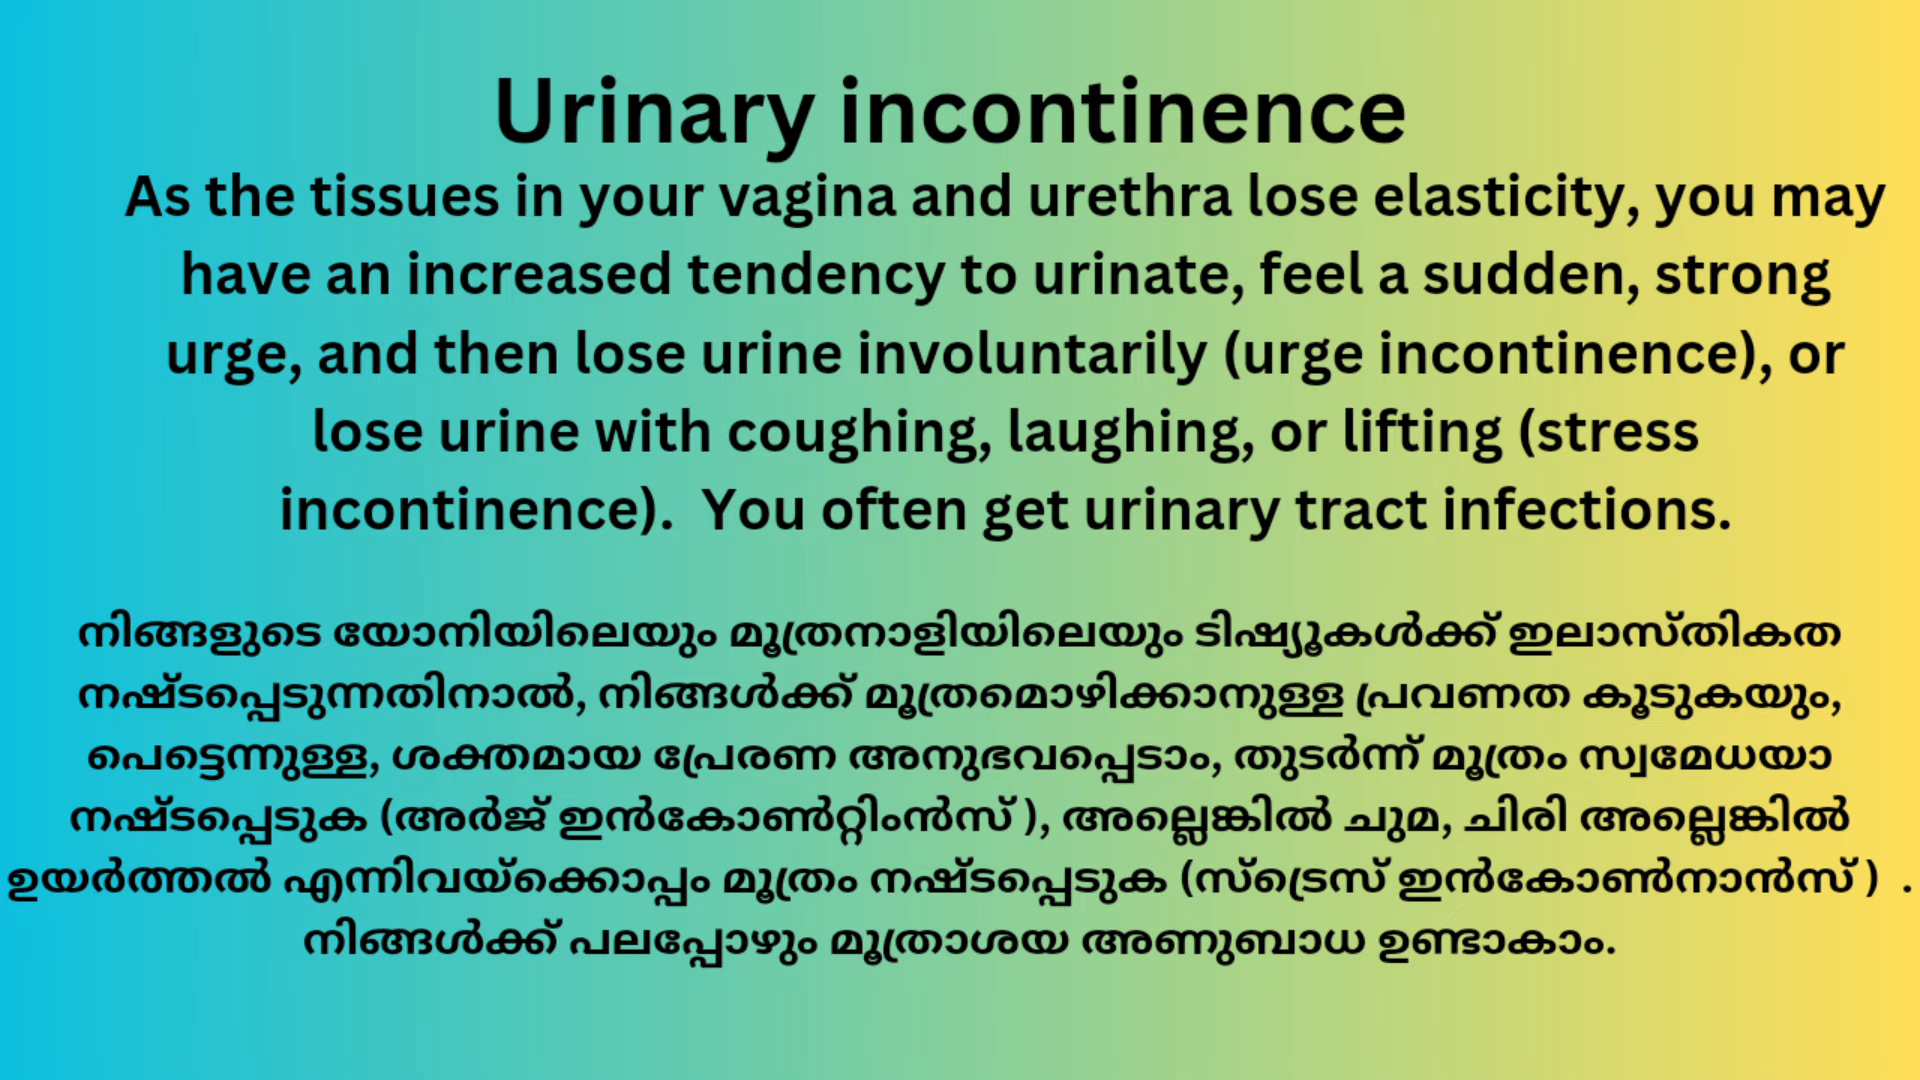 Urinary incontinence
As the tissues in your vagina and urethra lose elasticity, you may
have an increased tendency to urinate, feel a sudden, strong
urge, and then lose urine involuntarily (urge incontinence), or
lose urine with coughing, laughing, or lifting (stress
incontinence).  You often get urinary tract infections.
നിങ്ങളുടെ യോനിയിലെയും മൂത്രനാളിയിലെയും ടിഷ്യൂകൾക്ക് ഇലാസ്തികത
നഷ്ടപ്പെടുന്നതിനാൽ, നിങ്ങൾക്ക് മൂത്രമൊഴിക്കാനുള്ള പ്രവണത കൂടുകയും,
പെട്ടെന്നുള്ള, ശക്തമായ പ്രേരണ അനുഭവപ്പെടാം, തുടർന്ന് മൂത്രം സ്വമേധയാ
നഷ്ടപ്പെടുക (അർജ് ഇൻകോൺറ്റിംൻസ് ), അല്ലെങ്കിൽ ചുമ, ചിരി അല്ലെങ്കിൽ
ഉയർത്തൽ എന്നിവയ്ക്കൊപ്പം മൂത്രം നഷ്ടപ്പെടുക (സ്ട്രെസ് ഇൻകോൺനാൻസ് )  .
നിങ്ങൾക്ക് പലപ്പോഴും മൂത്രാശയ അണുബാധ ഉണ്ടാകാം.